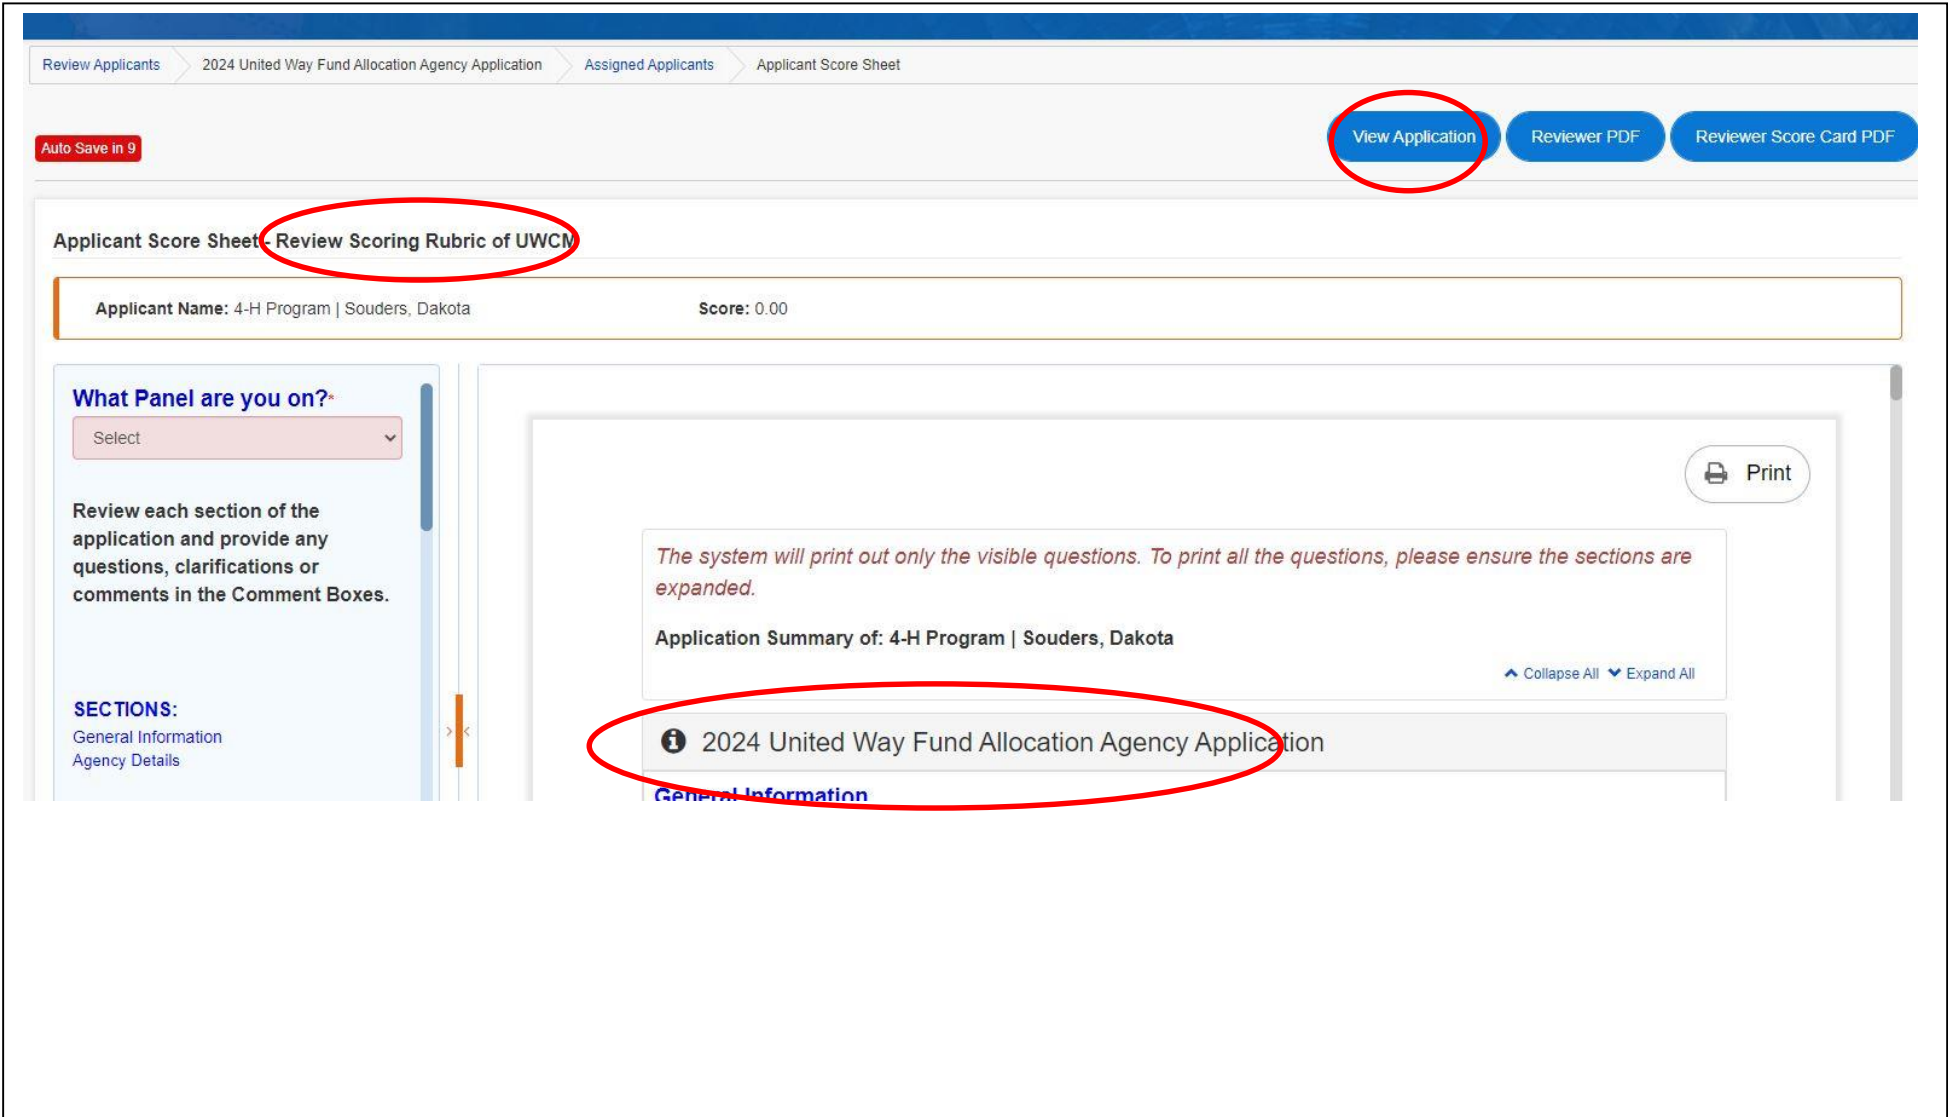 Review Applicants 2024 United Way Fund Allocation Agency Application Assigned Applicants Applicant Score Sheet
View Application Reviewer PDF Reviewer Score Card PDF
Auto Save in 9
Applicant Score Sheet - Review Scoring Rubric of UWCM
Applicant Name: 4-H Program | Souders, Dakota Score: 0.00
What Panel are you on?*
Select
Review each section of the
application and provide any
questions, clarifications or
comments in the Comment Boxes.
SECTIONS:
General Information
Agency Details
Print
The system will print out only the visible questions. To print all the questions, please ensure the sections are
expanded.
Application Summary of: 4-H Program | Souders, Dakota
Collapse All Expand All
2024 United Way Fund Allocation Agency Application
General Information